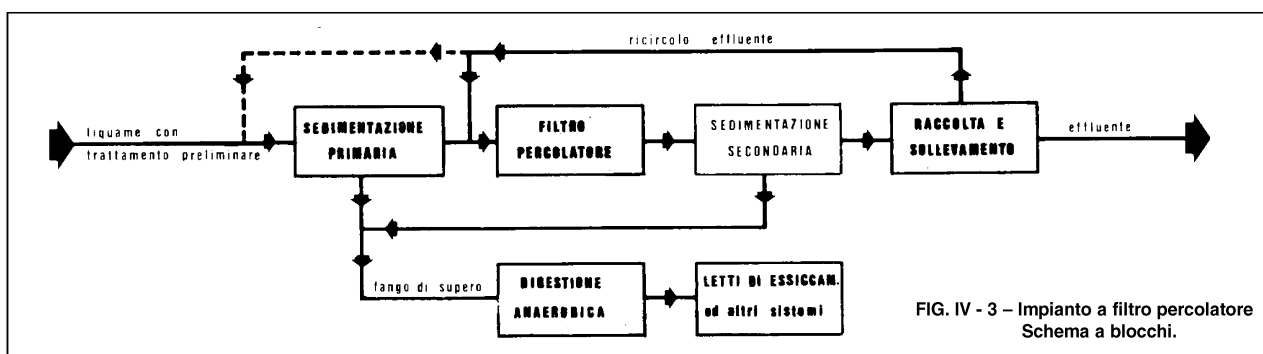 ricircolo effluente
liquame con
trattamento preliminare
SEDIMENTAZIONE
PRIMARIA
FILTRO
PERCOLATORE
SEDIMENTAZIONE
SECONDARIA
RACCOLTA E
SOLLEVAMENTO
effluente
fango di supero
DIGESTIONE
ANAEROBICA
LETTI DI ESSICCAM.
ed altri sistemi
FIG. IV - 3 – Impianto a filtro percolatore
Schema a blocchi.